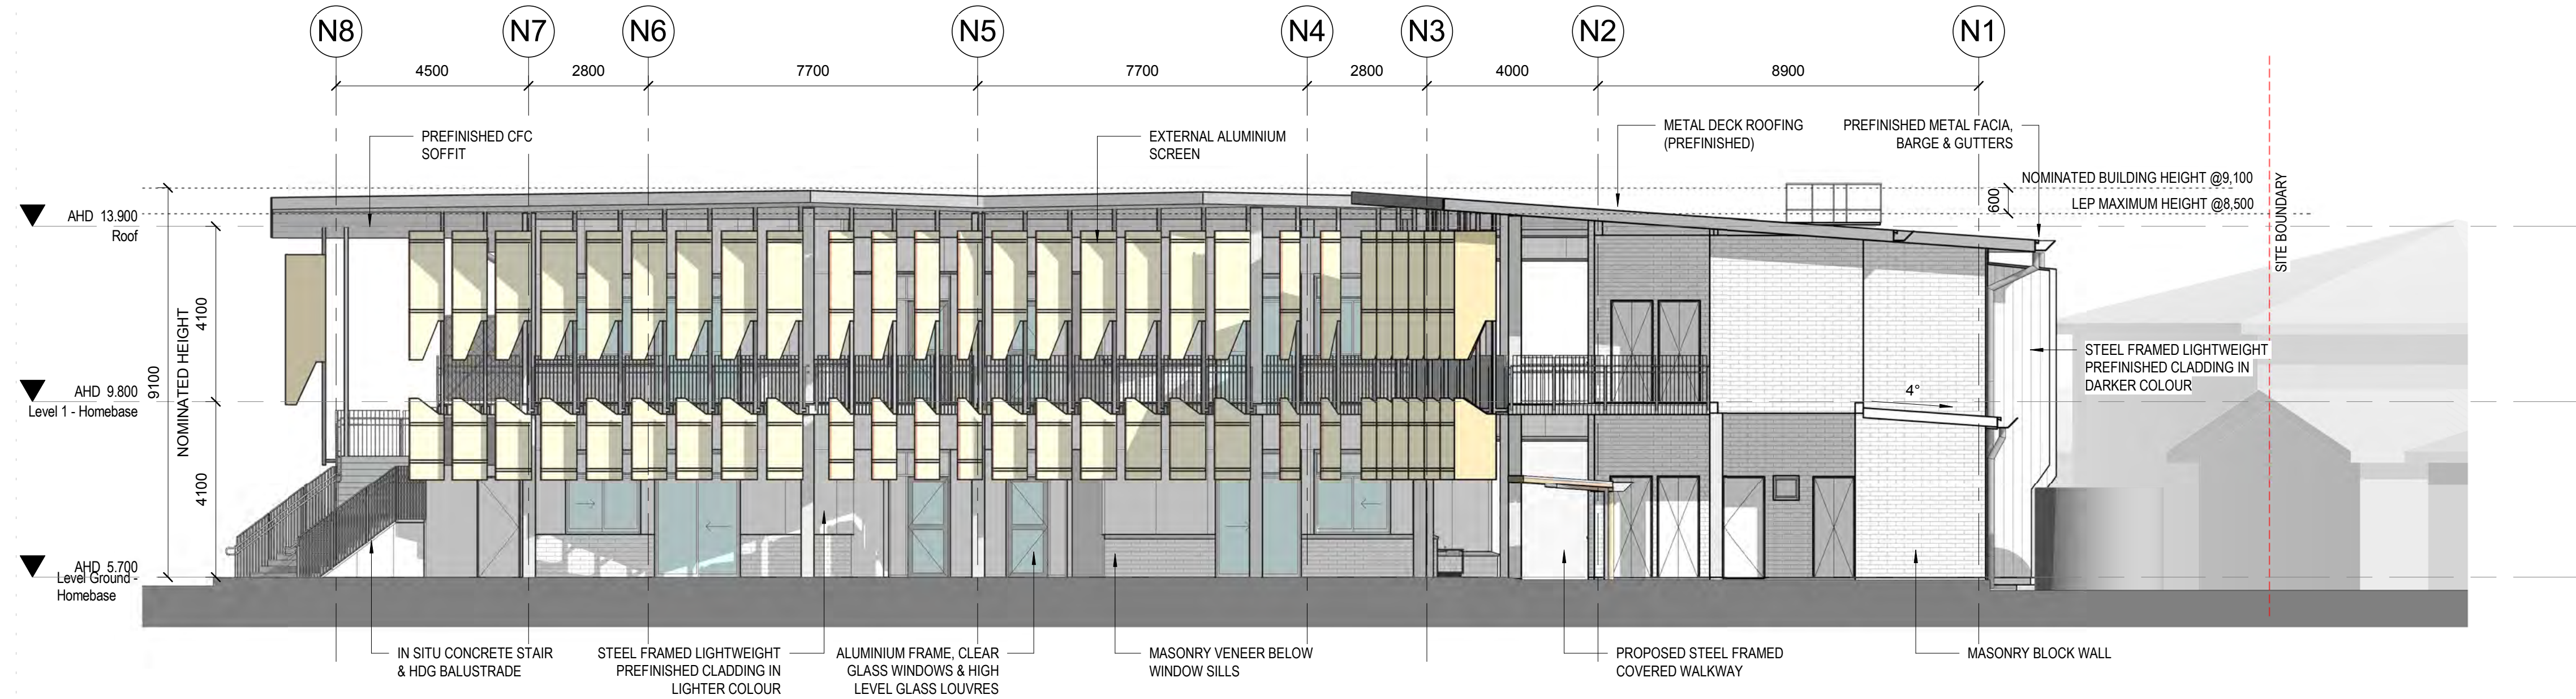 N8
N7
N6
N5
N4
N3
N2
N1
4500
2800
7700
7700
2800
4000
8900
PREFINISHED CFC
SOFFIT
EXTERNAL ALUMINIUM
SCREEN
METAL DECK ROOFING
(PREFINISHED)
PREFINISHED METAL FACIA,
BARGE & GUTTERS
NOMINATED BUILDING HEIGHT @9,100
600
LEP MAXIMUM HEIGHT @8,500
SITE BOUNDARY
AHD 13.900
Roof
4100
NOMINATED HEIGHT
9100
AHD 9.800
Level 1 - Homebase
4100
AHD 5.700
Level Ground -
Homebase
4°
STEEL FRAMED LIGHTWEIGHT
PREFINISHED CLADDING IN
DARKER COLOUR
IN SITU CONCRETE STAIR
& HDG BALUSTRADE
STEEL FRAMED LIGHTWEIGHT
PREFINISHED CLADDING IN
LIGHTER COLOUR
ALUMINIUM FRAME, CLEAR
GLASS WINDOWS & HIGH
LEVEL GLASS LOUVRES
MASONRY VENEER BELOW
WINDOW SILLS
PROPOSED STEEL FRAMED
COVERED WALKWAY
MASONRY BLOCK WALL